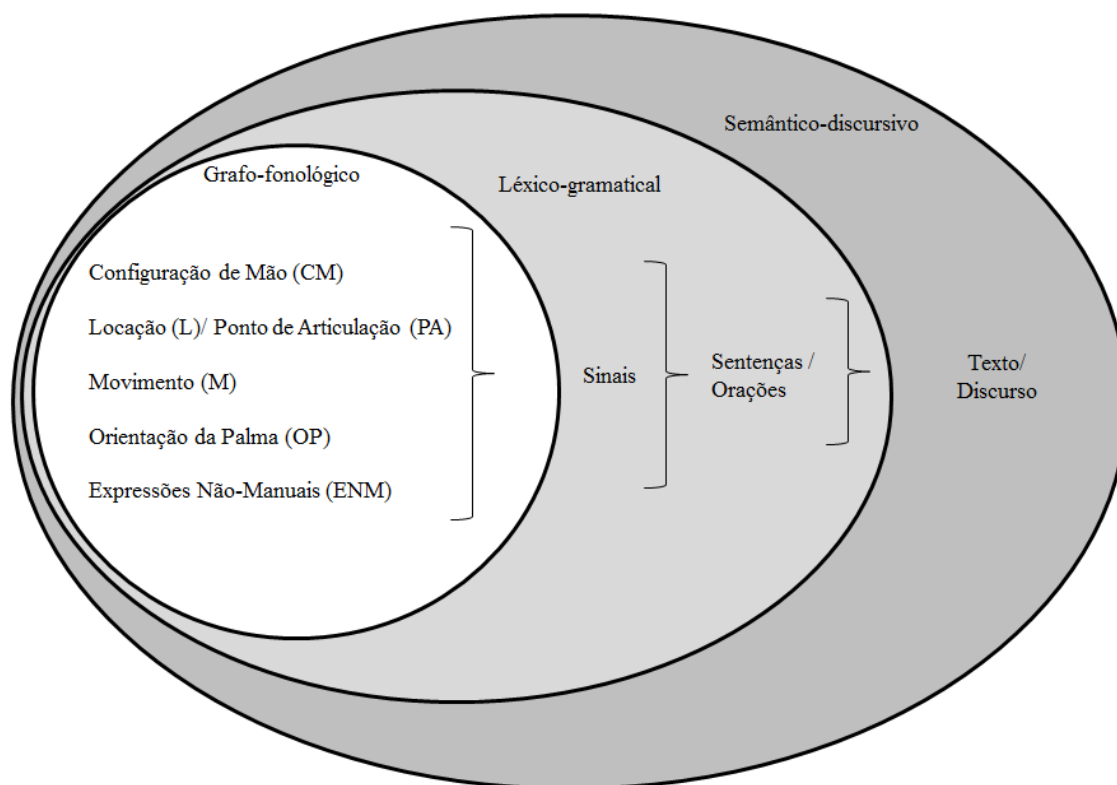 Semântico-discursivo
Grafo-fonológico
Léxico-gramatical
Configuração de Mão (CM)
Locação (L)/ Ponto de Articulação (PA)
Movimento (M)
Orientação da Palma (OP)
Expressões Não-Manuais (ENM)
Sinais
Sentenças /
Orações
Texto/
Discurso